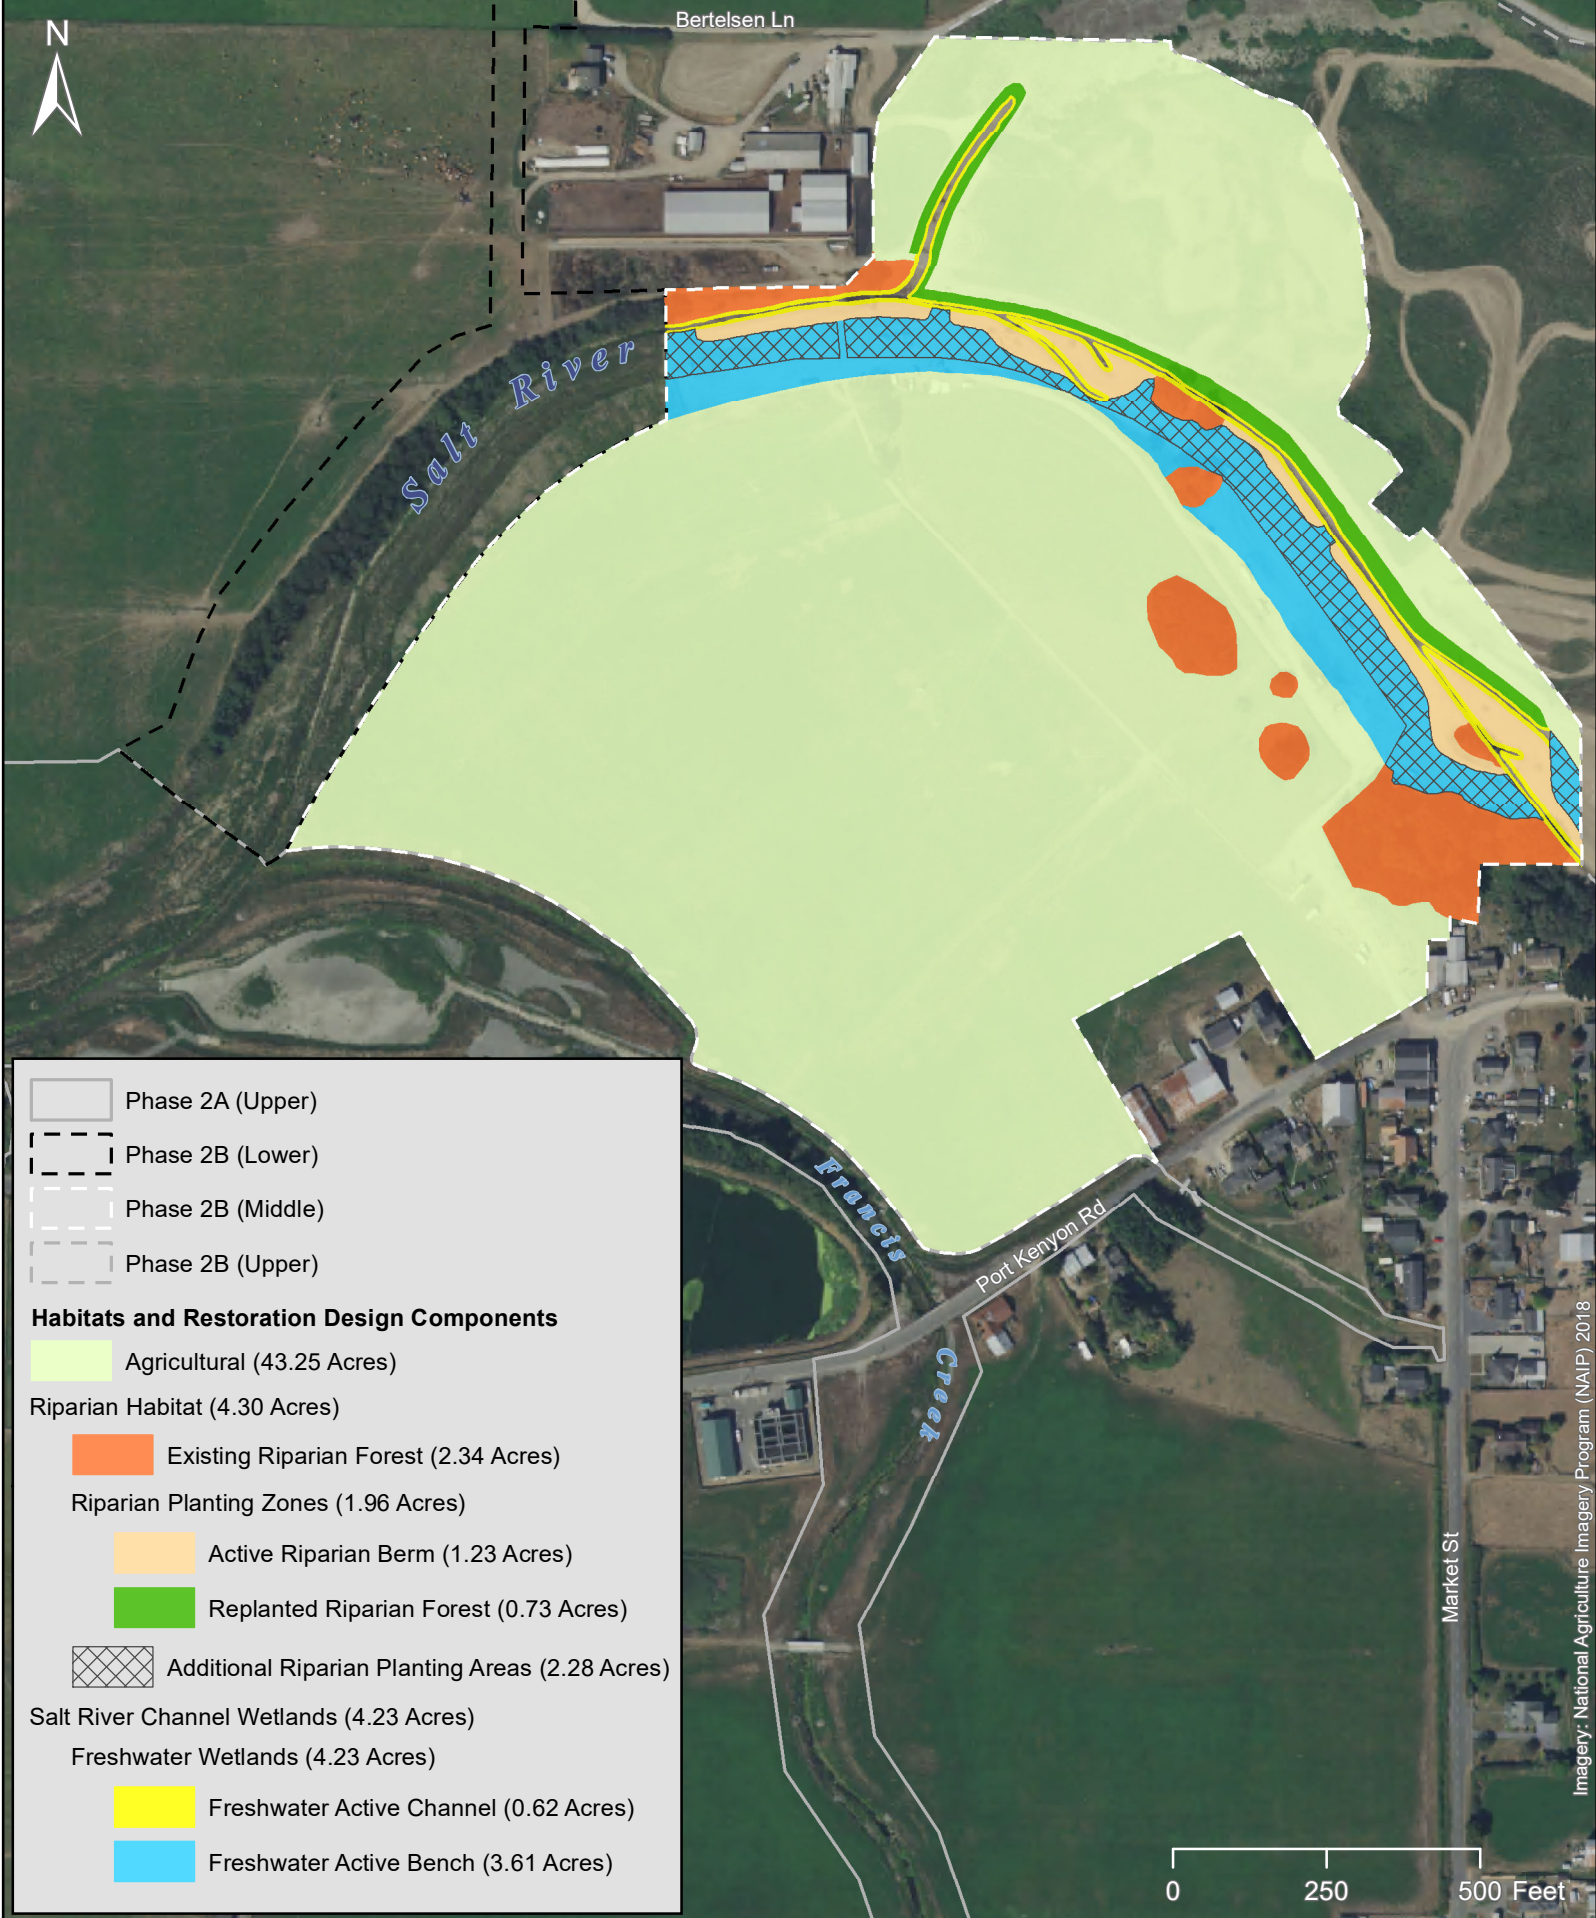 Bertelsen Ln
N
Salt River
Phase 2A (Upper)
Phase 2B (Lower)
Phase 2B (Middle)
Phase 2B (Upper)
Habitats and Restoration Design Components
Agricultural (43.25 Acres)
Riparian Habitat (4.30 Acres)
Existing Riparian Forest (2.34 Acres)
Riparian Planting Zones (1.96 Acres)
Active Riparian Berm (1.23 Acres)
Replanted Riparian Forest (0.73 Acres)
Additional Riparian Planting Areas (2.28 Acres)
Salt River Channel Wetlands (4.23 Acres)
Freshwater Wetlands (4.23 Acres)
Freshwater Active Channel (0.62 Acres)
Freshwater Active Bench (3.61 Acres)
Francis Creek
Port Kenyon Rd
Market St
0 250 500 Feet
Imagery: National Agriculture Imagery Program (NAIP) 2018